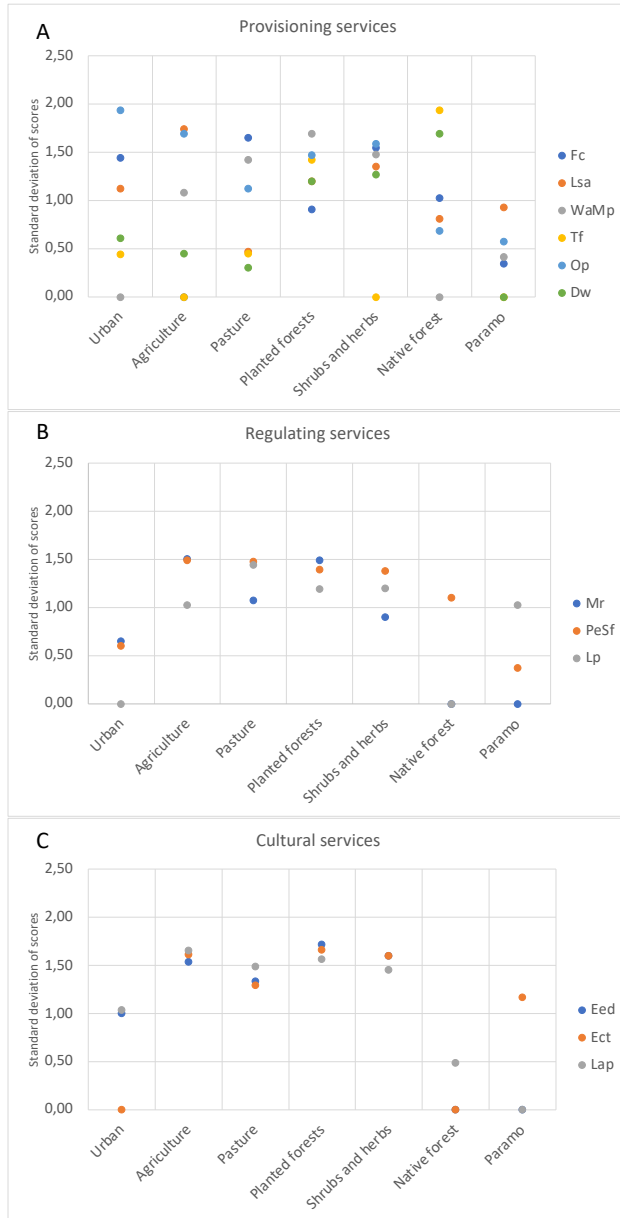 A
Provisioning services
Standard deviation of scores
2,50
2,00
1,50
1,00
0,50
0,00
Urban
Agriculture
Pasture
Planted forests
Shrubs and herbs
Native forest
Paramo
Fc
Lsa
WaMp
Tf
Op
Dw
B
Regulating services
Standard deviation of scores
2,50
2,00
1,50
1,00
0,50
0,00
Urban
Agriculture
Pasture
Planted forests
Shrubs and herbs
Native forest
Paramo
Mr
PeSf
Lp
C
Cultural services
Standard deviation of scores
2,50
2,00
1,50
1,00
0,50
0,00
Urban
Agriculture
Pasture
Planted forests
Shrubs and herbs
Native forest
Paramo
Eed
Ect
Lap